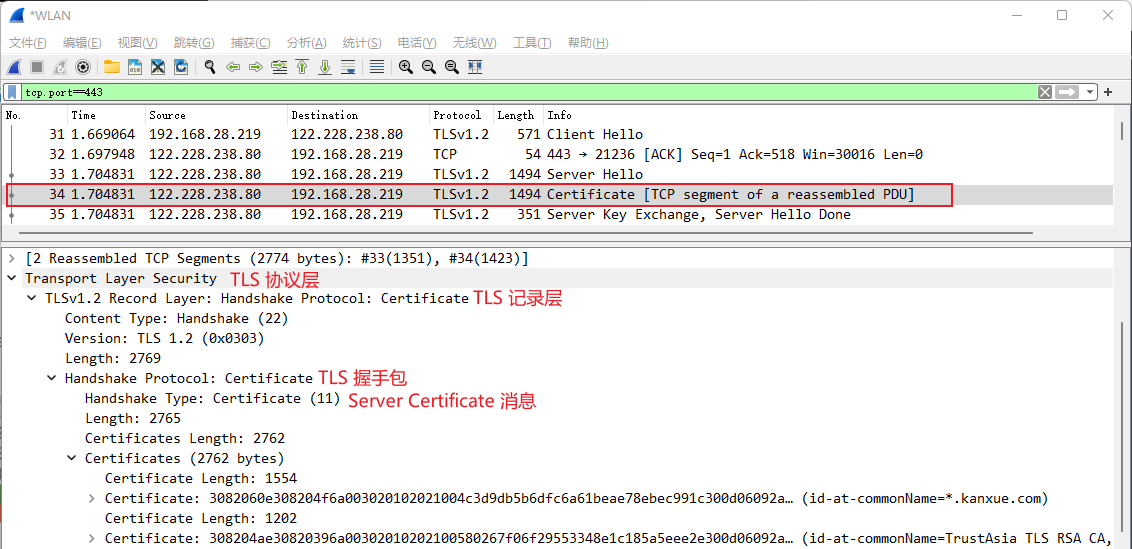 *WLAN
文件(F) 编辑(E) 视图(V) 跳转(G) 捕获(C) 分析(A) 统计(S) 电话(Y) 无线(W) 工具(T) 帮助(H)
tcp.port==443
No. Time Source Destination Protocol Length Info
31 1.669064 192.168.28.219 122.228.238.80 TLSv1.2 571 Client Hello
32 1.697948 122.228.238.80 192.168.28.219 TCP 54 443 → 21236 [ACK] Seq=1 Ack=518 Win=30016 Len=0
33 1.704831 122.228.238.80 192.168.28.219 TLSv1.2 1494 Server Hello
34 1.704831 122.228.238.80 192.168.28.219 TLSv1.2 1494 Certificate [TCP segment of a reassembled PDU]
35 1.704831 122.228.238.80 192.168.28.219 TLSv1.2 351 Server Key Exchange, Server Hello Done
[2 Reassembled TCP Segments (2774 bytes): #33(1351), #34(1423)]
Transport Layer Security TLS 协议层
TLSv1.2 Record Layer: Handshake Protocol: Certificate TLS 记录层
Content Type: Handshake (22)
Version: TLS 1.2 (0x0303)
Length: 2769
Handshake Protocol: Certificate TLS 握手包
Handshake Type: Certificate (11) Server Certificate 消息
Length: 2765
Certificates Length: 2762
Certificates (2762 bytes)
Certificate Length: 1554
Certificate: 3082060e308204f6a003020102021004c3d9db5b6dfc6a61beae78ebec991c300d06092a… (id-at-commonName=*.kanxue.com)
Certificate Length: 1202
Certificate: 308204ae30820396a00302010202100580267f06f29553348e1c185a5eee2e300d06092a… (id-at-commonName=TrustAsia TLS RSA CA,